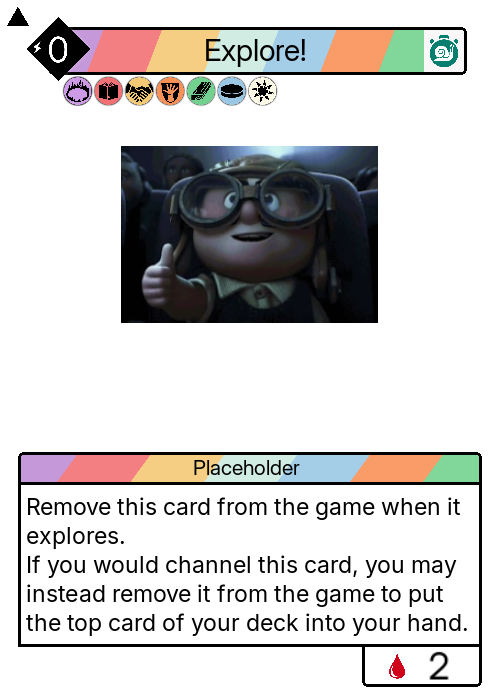 0
Explore!
Placeholder
Remove this card from the game when it
explores.
If you would channel this card, you may
instead remove it from the game to put
the top card of your deck into your hand.
2